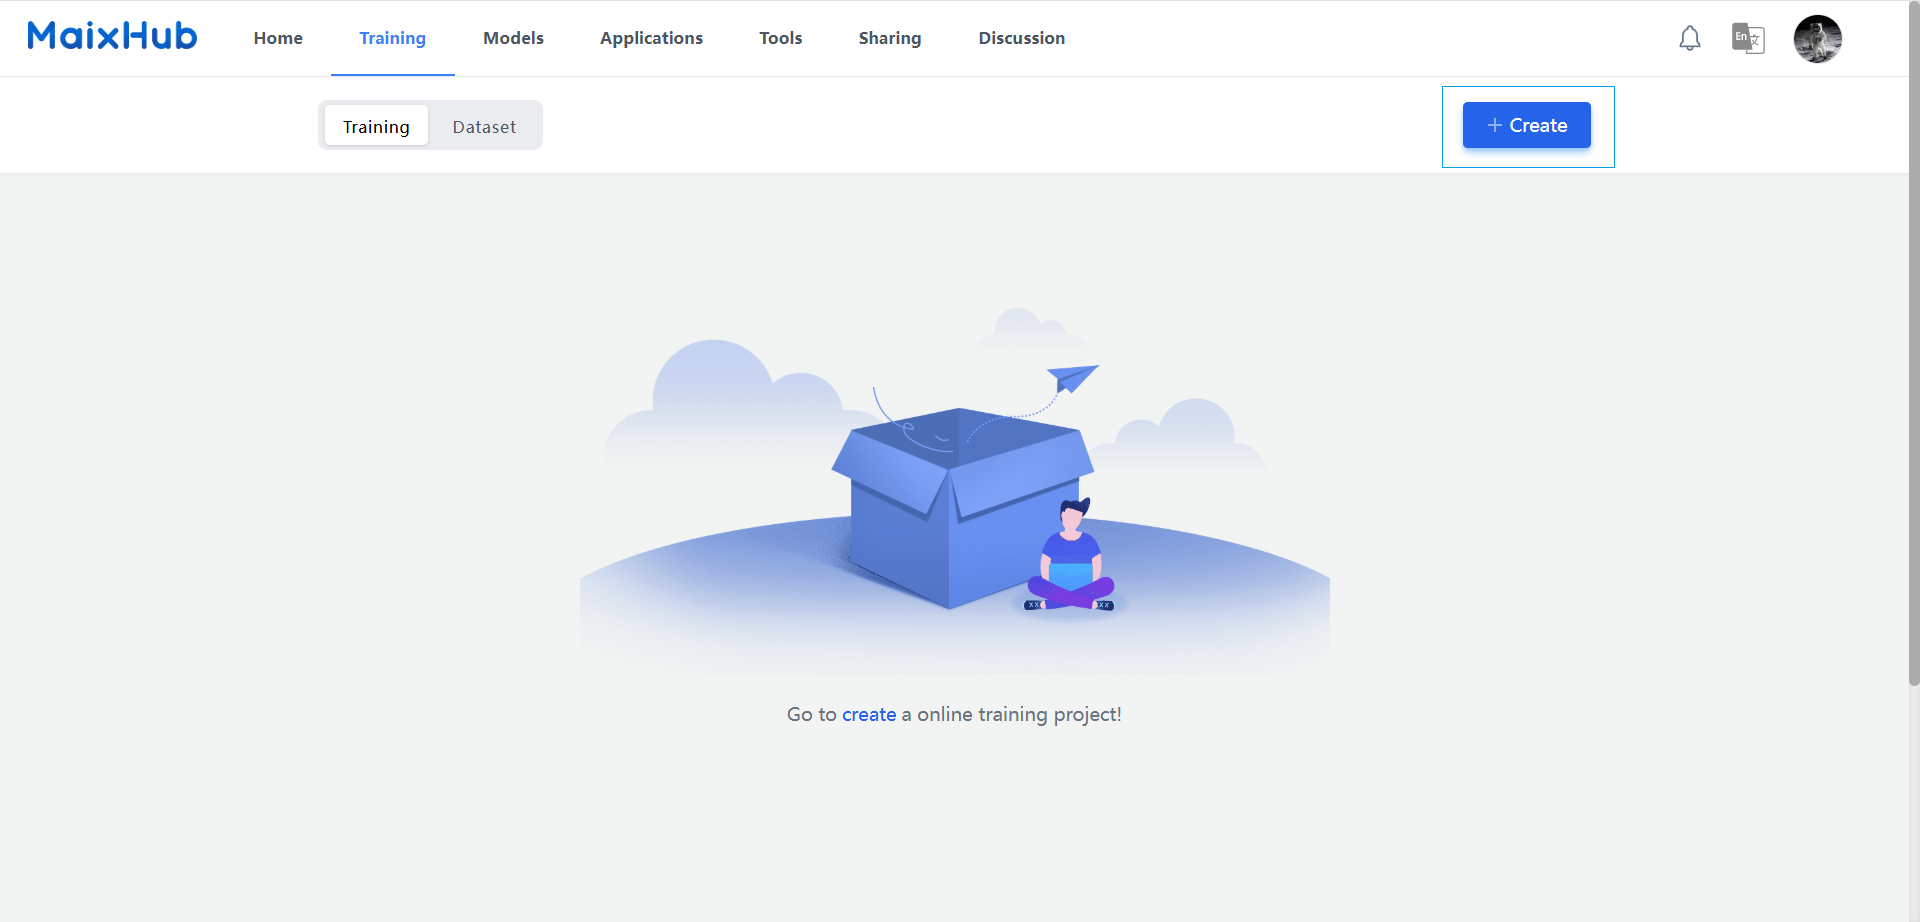 MaixHub Home Training Models Applications Tools Sharing Discussion En 文
Training Dataset + Create
Go to create a online training project!